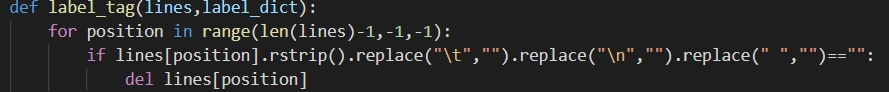 def label_tag(lines,label_dict):
    for position in range(len(lines)-1,-1,-1):
        if lines[position].rstrip().replace("\t","").replace("\n","").replace(" ","")=="":
            del lines[position]